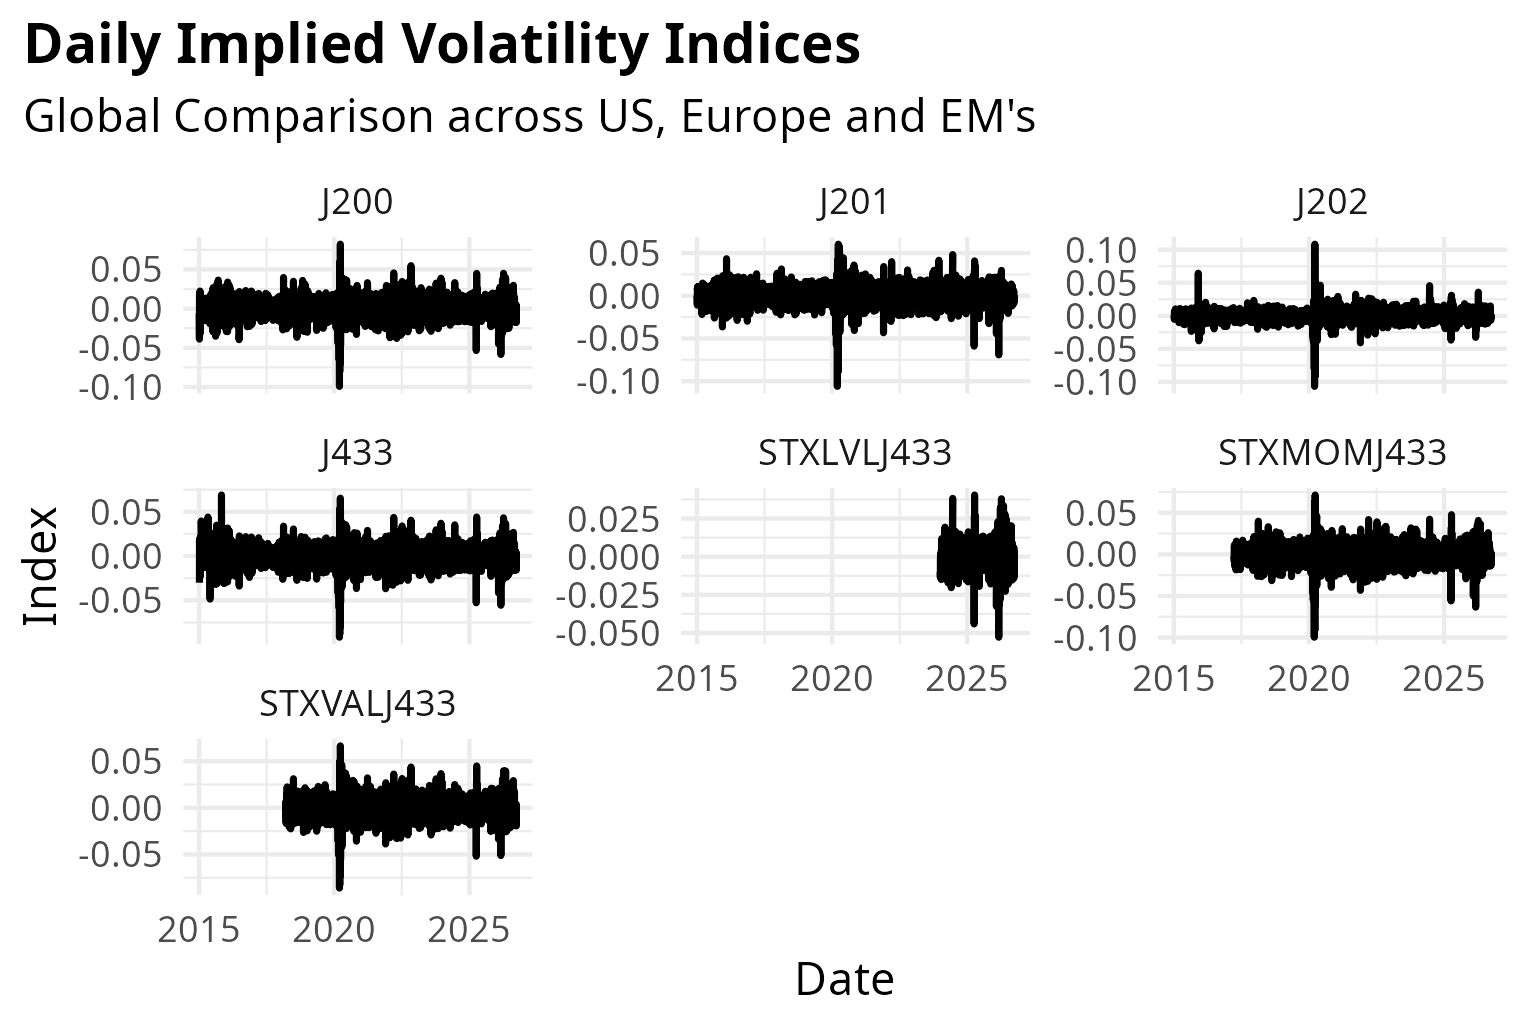 Daily Implied Volatility Indices
Global Comparison across US, Europe and EM's
J200
J201
J202
0.05
0.00
-0.05
-0.10
0.05
0.00
-0.05
-0.10
0.10
0.05
0.00
-0.05
-0.10
J433
STXLVLJ433
STXMOMJ433
0.05
0.00
-0.05
0.025
0.000
-0.025
-0.050
0.05
0.00
-0.05
-0.10
2015 2020 2025
2015 2020 2025
STXVALJ433
0.05
0.00
-0.05
2015 2020 2025
Index
Date